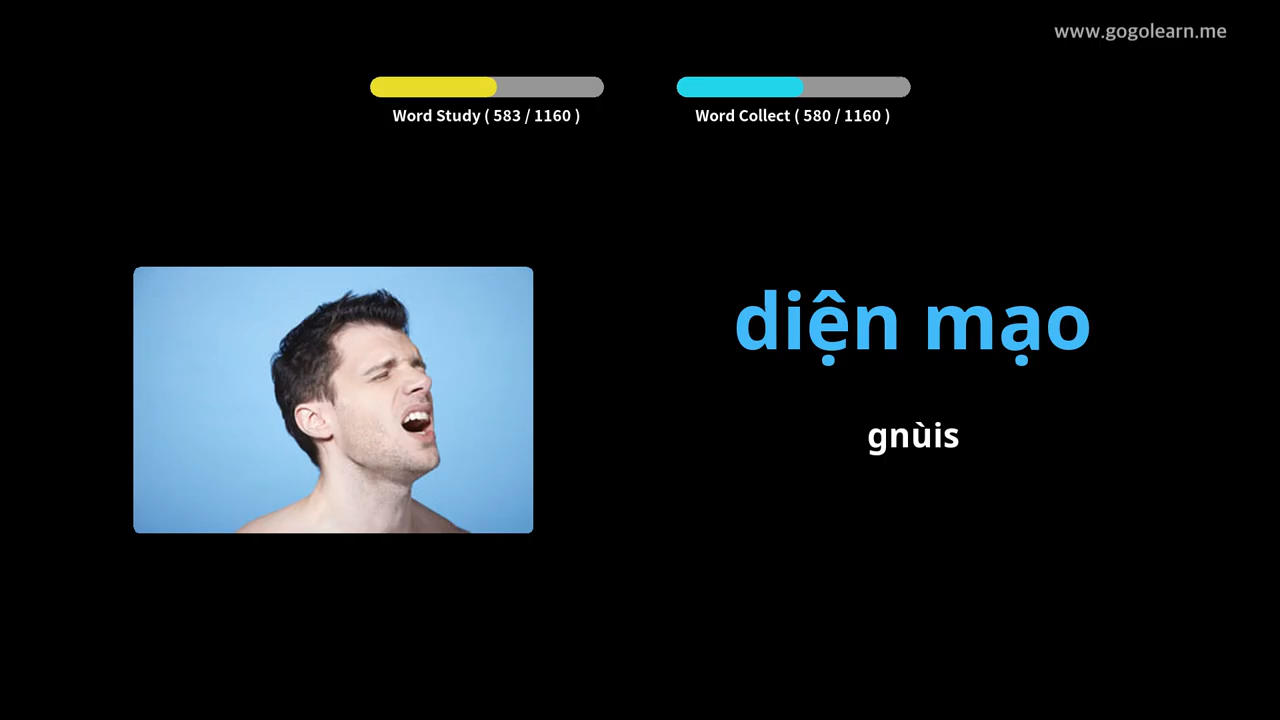 www.gogolearn.me
Word Study ( 583 / 1160 )
Word Collect ( 580 / 1160 )
diện mạo
gnùis